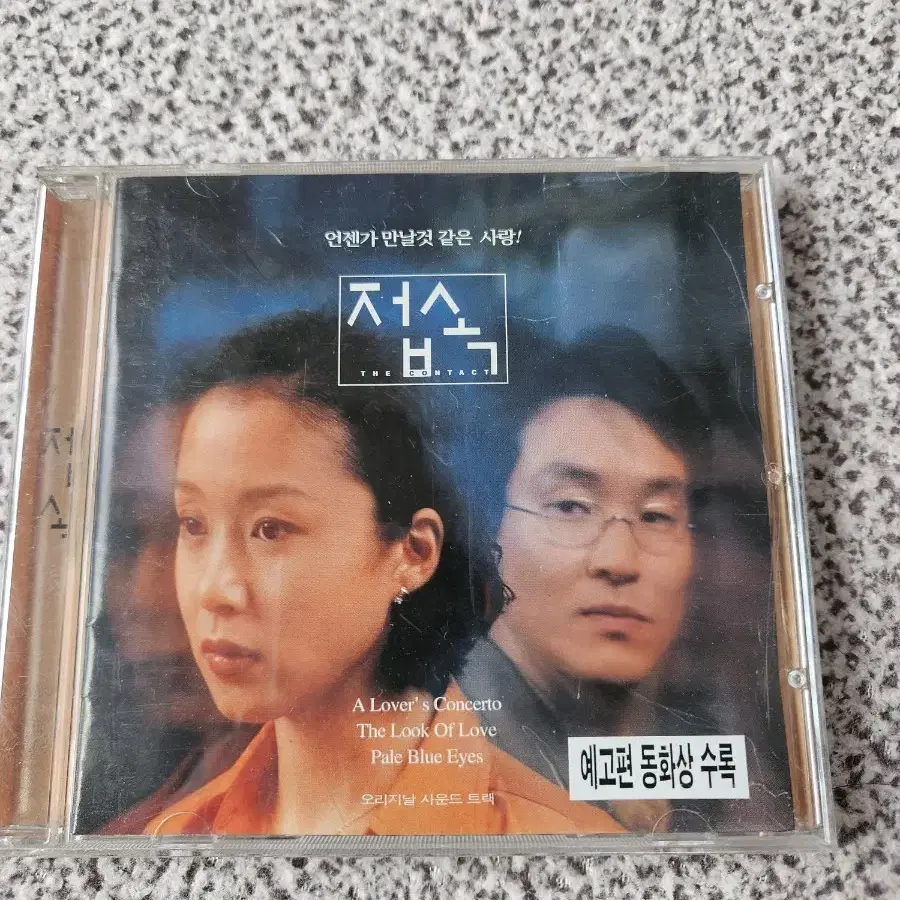 언젠가 만날것 같은 사랑!
접속
THE CONTACT
접속
A Lover's Concerto
The Look Of Love
Pale Blue Eyes
예고편 동화상 수록
오리지날 사운드 트랙